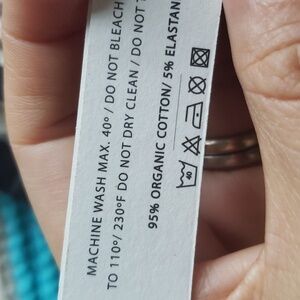 MACHINE WASH MAX. 40° / DO NOT BLEACH
TO 110°/ 230°F DO NOT DRY CLEAN / DO NOT
95% ORGANIC COTTON/ 5% ELASTAN
40